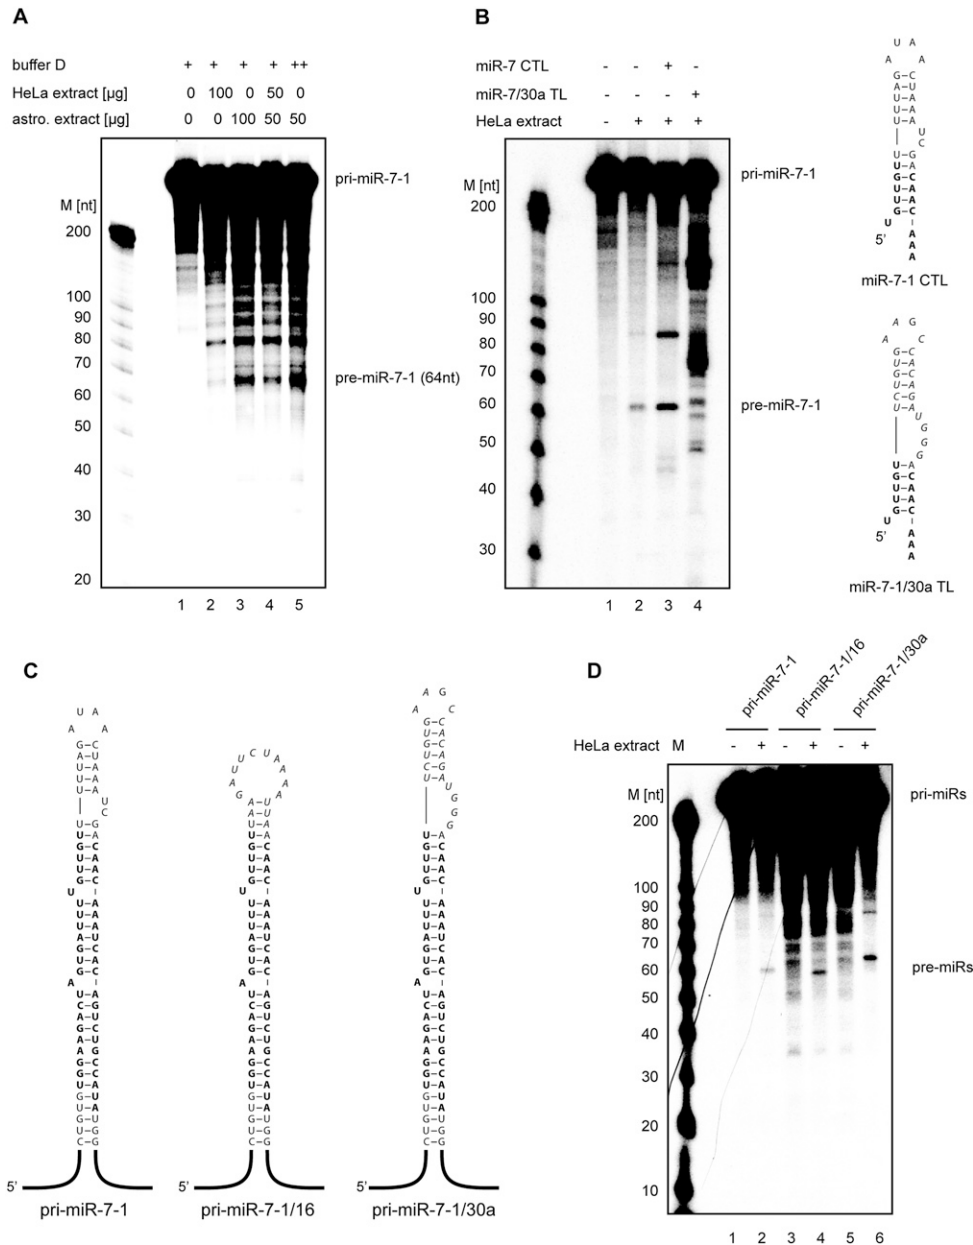 A
buffer D + + + + ++
HeLa extract [µg] 0 100 0 50 0
astro. extract [µg] 0 0 100 50 50
M [nt]
pri-miR-7-1
200
100
90
80
70
pre-miR-7-1 (64nt)
60
50
40
30
20
1 2 3 4 5
B
miR-7 CTL - - + -
miR-7/30a TL - - - +
HeLa extract - + + +
M [nt]
pri-miR-7-1
200
100
90
80
70
60
pre-miR-7-1
50
40
30
1 2 3 4
5'
miR-7-1 CTL
5'
miR-7-1/30a TL
C
5'
pri-miR-7-1
5'
pri-miR-7-1/16
5'
pri-miR-7-1/30a
D
pri-miR-7-1
pri-miR-7-1/16
pri-miR-7-1/30a
HeLa extract M - + - + - +
M [nt]
pri-miRs
200
100
90
80
70
60
pre-miRs
50
40
30
20
10
1 2 3 4 5 6